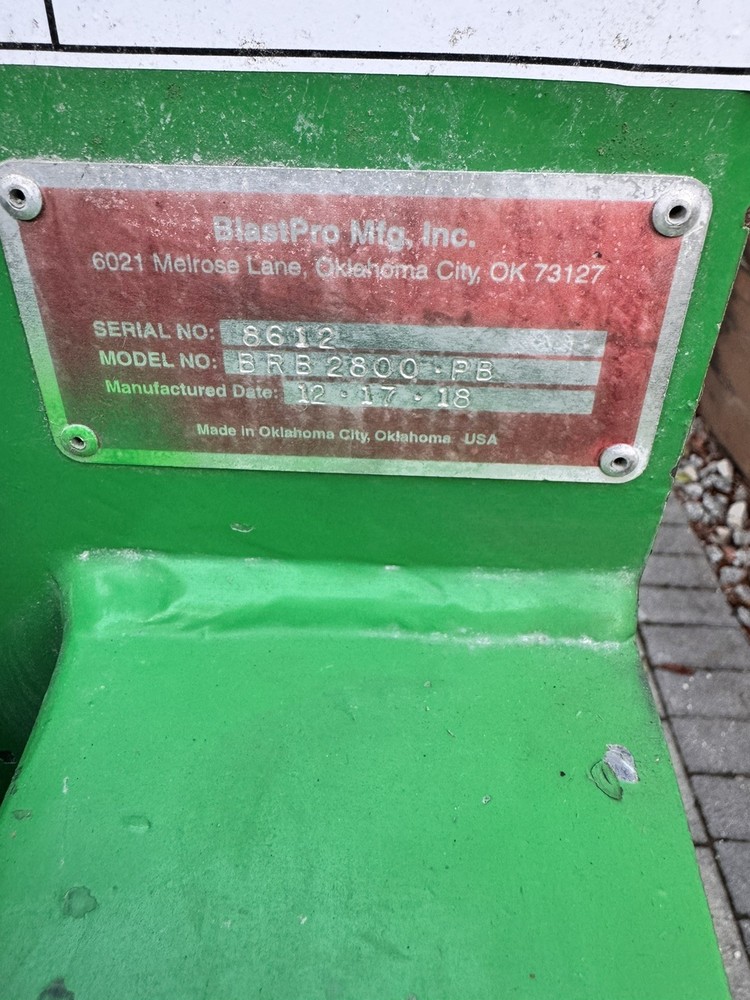 BlastPro Mfg, Inc.
6021 Melrose Lane, Oklahoma City, OK 73127
SERIAL NO: 8612
MODEL NO: BRB 2800 • PB
Manufactured Date: 12 • 17 • 18
Made in Oklahoma City, Oklahoma USA